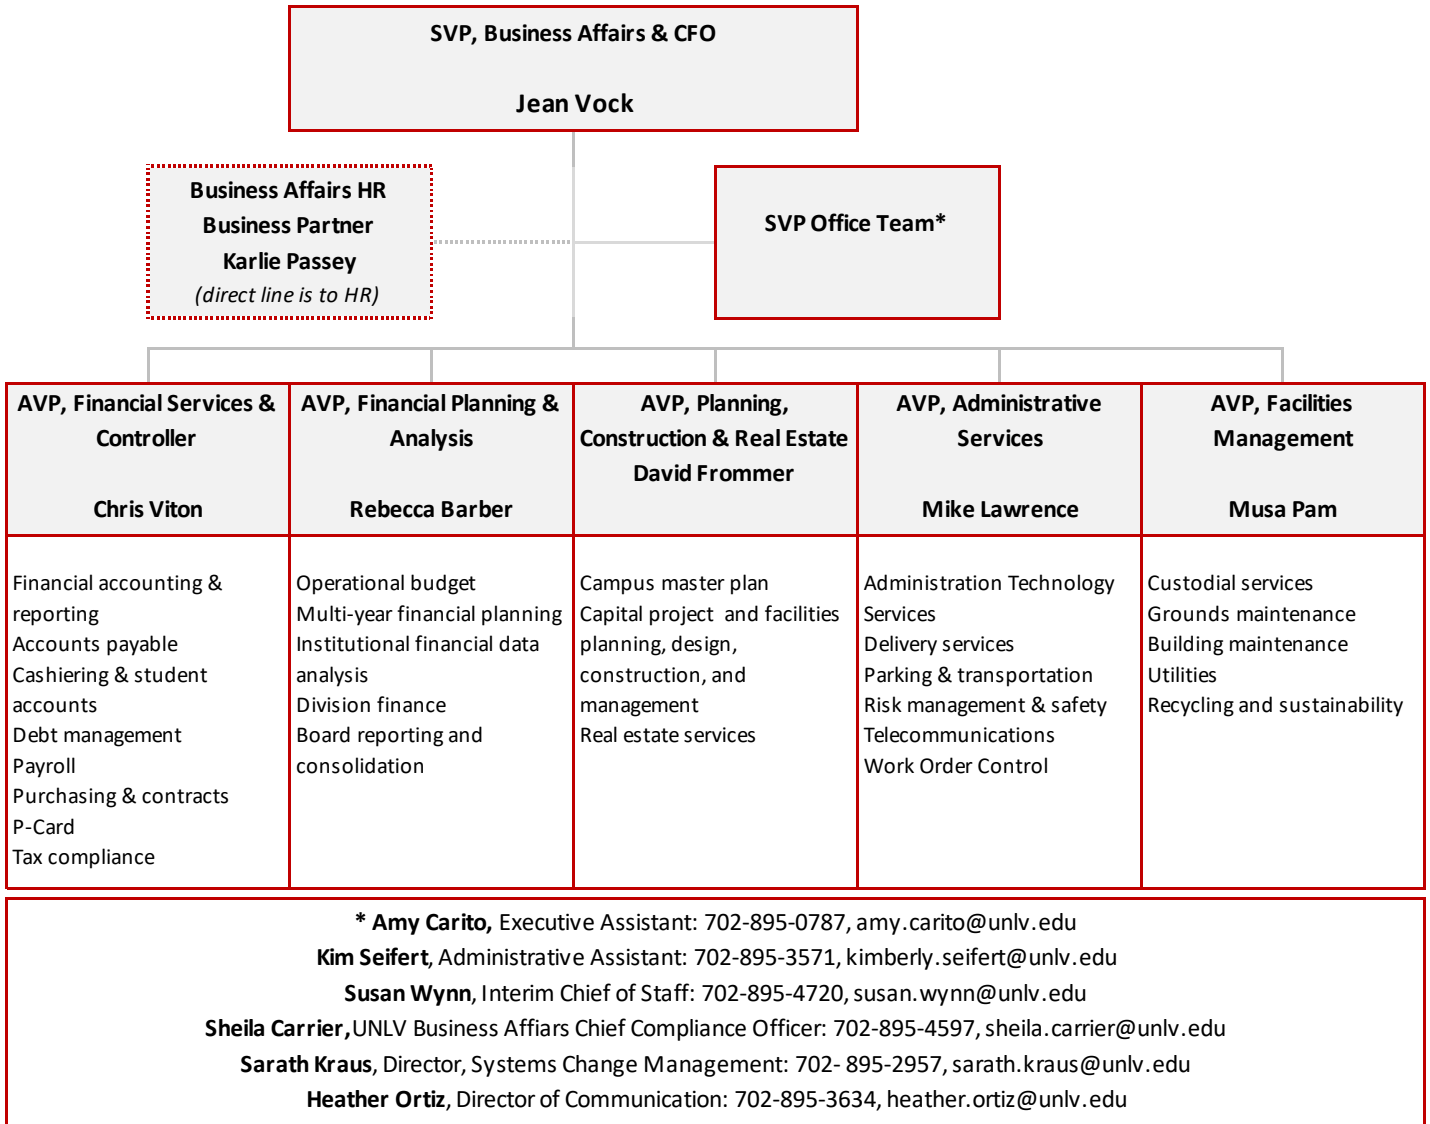 SVP, Business Affairs & CFO
Jean Vock
Business Affairs HR
Business Partner
Karlie Passey
(direct line is to HR)
SVP Office Team*
AVP, Financial Services &
Controller
Chris Viton
AVP, Financial Planning &
Analysis
Rebecca Barber
AVP, Planning,
Construction & Real Estate
David Frommer
AVP, Administrative
Services
Mike Lawrence
AVP, Facilities
Management
Musa Pam
Financial accounting &
reporting
Accounts payable
Cashiering & student
accounts
Debt management
Payroll
Purchasing & contracts
P-Card
Tax compliance
Operational budget
Multi-year financial planning
Institutional financial data
analysis
Division finance
Board reporting and
consolidation
Campus master plan
Capital project and facilities
planning, design,
construction, and
management
Real estate services
Administration Technology
Services
Delivery services
Parking & transportation
Risk management & safety
Telecommunications
Work Order Control
Custodial services
Grounds maintenance
Building maintenance
Utilities
Recycling and sustainability
* Amy Carito, Executive Assistant: 702-895-0787, amy.carito@unlv.edu
Kim Seifert, Administrative Assistant: 702-895-3571, kimberly.seifert@unlv.edu
Susan Wynn, Interim Chief of Staff: 702-895-4720, susan.wynn@unlv.edu
Sheila Carrier,UNLV Business Affiars Chief Compliance Officer: 702-895-4597, sheila.carrier@unlv.edu
Sarath Kraus, Director, Systems Change Management: 702- 895-2957, sarath.kraus@unlv.edu
Heather Ortiz, Director of Communication: 702-895-3634, heather.ortiz@unlv.edu